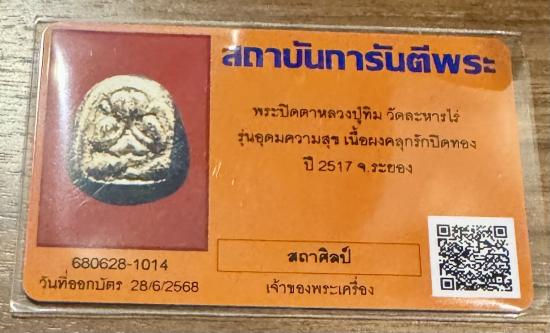 สถาบันการันตีพระ
พระปิดตาหลวงปู่ทิม วัดละหารไร่
รุ่นอุดมความสุข เนื้อผงคลุกรักปิดทอง
ปี 2517 จ.ระยอง
สถาศิลป์
เจ้าของพระเครื่อง
680628-1014
วันที่ออกบัตร 28/6/2568